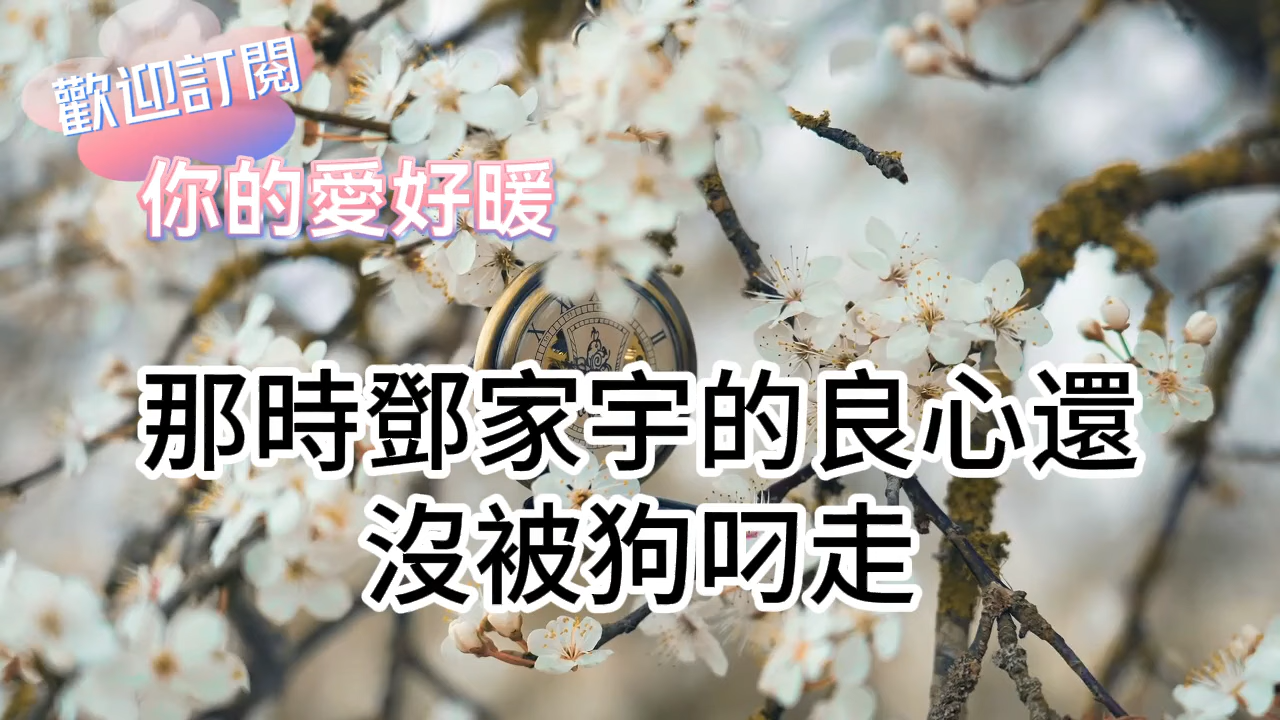 歡迎訂閱
你的愛好暖
那時鄧家宇的良心還
沒被狗叼走